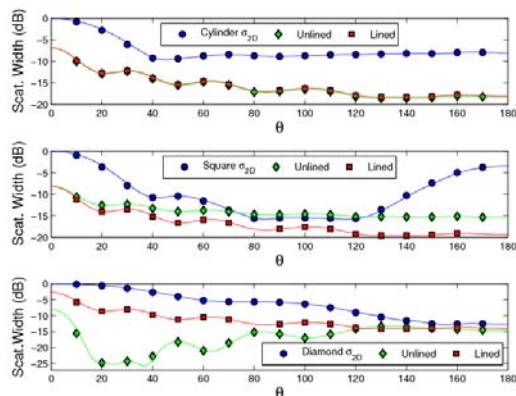 0
−5
−10
−15
−20
Scat. Width (dB)
Cylinder σ2D Unlined Lined
0 20 40 60 80 100 120 140 160 180
θ
0
−5
−10
−15
−20
Scat. Width (dB)
Square σ2D Unlined Lined
0 20 40 60 80 100 120 140 160 180
θ
0
−5
−10
−15
−20
−25
Scat.Width (dB)
Diamond σ2D Unlined Lined
0 20 40 60 80 100 120 140 160 180
θ